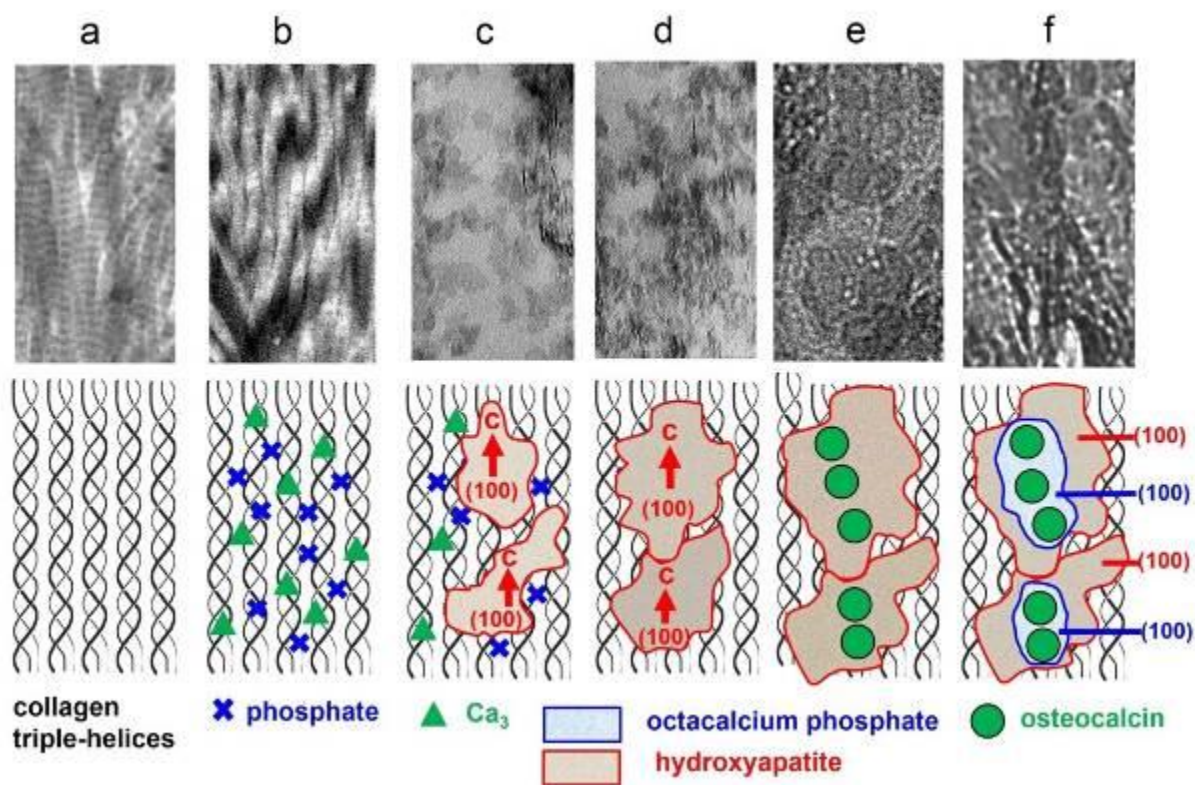 a b c d e f
C
(100)
C
(100)
C
(100)
C
(100)
(100)
(100)
(100)
(100)
collagen
triple-helices
phosphate
Ca3
octacalcium phosphate
hydroxyapatite
osteocalcin